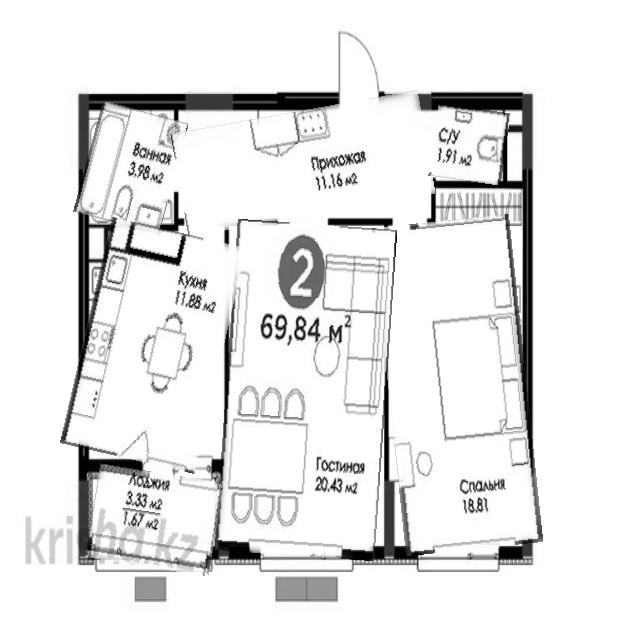 С/У
1.91 м2
Ванная
3.98 м2
Прихожая
11.16 м2
2
69,84 м2
Кухня
11.88 м2
Гостиная
20.43 м2
Спальня
18.81
Лоджия
3.33 м2
1.67 м2
krisha.kz